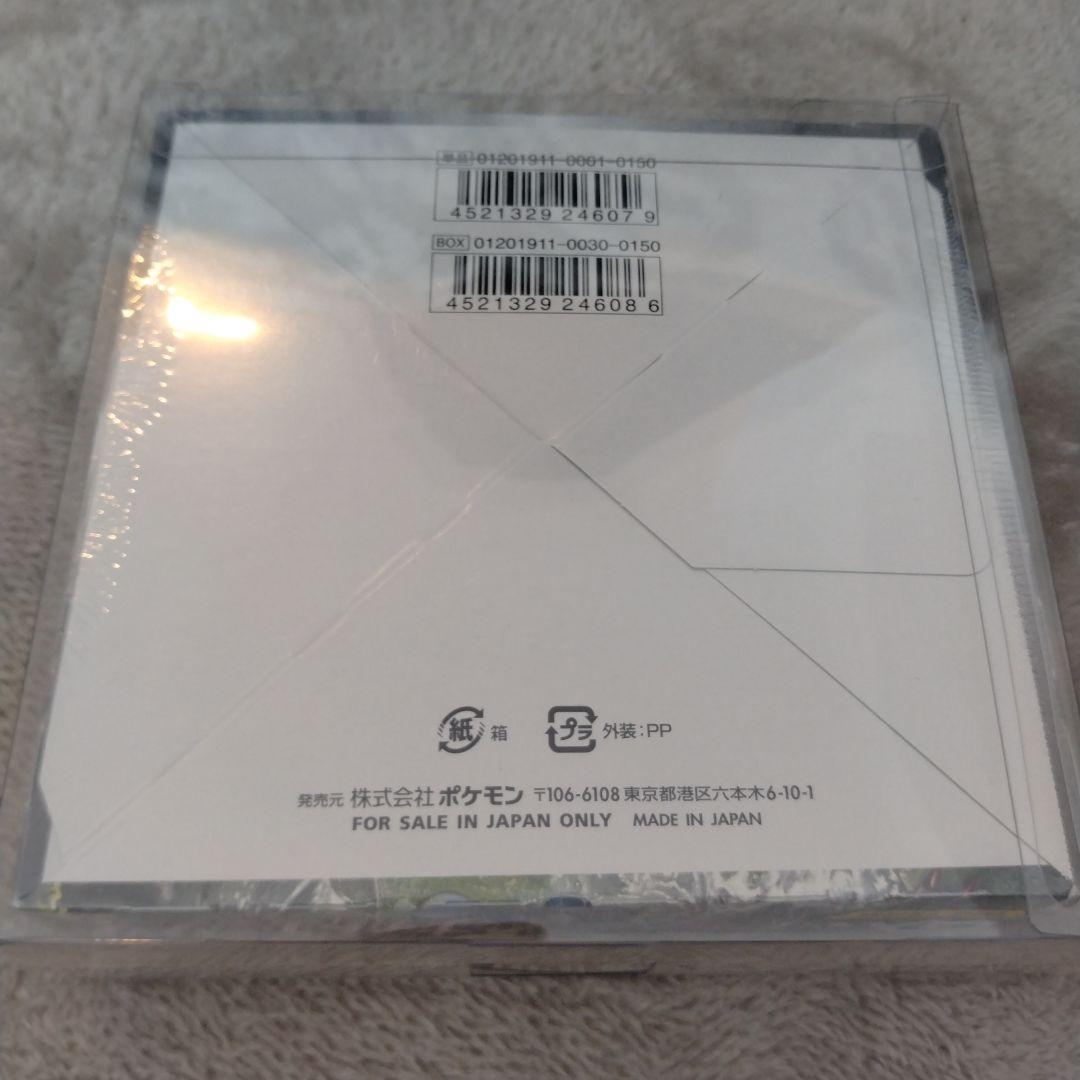 単品 01201911-0001-0150
4521329 24607 9
BOX 01201911-0030-0150
4521329 24608 6
紙 箱 プラ 外装:PP
発売元 株式会社 ポケモン 〒106-6108 東京都港区六本木6-10-1
FOR SALE IN JAPAN ONLY MADE IN JAPAN